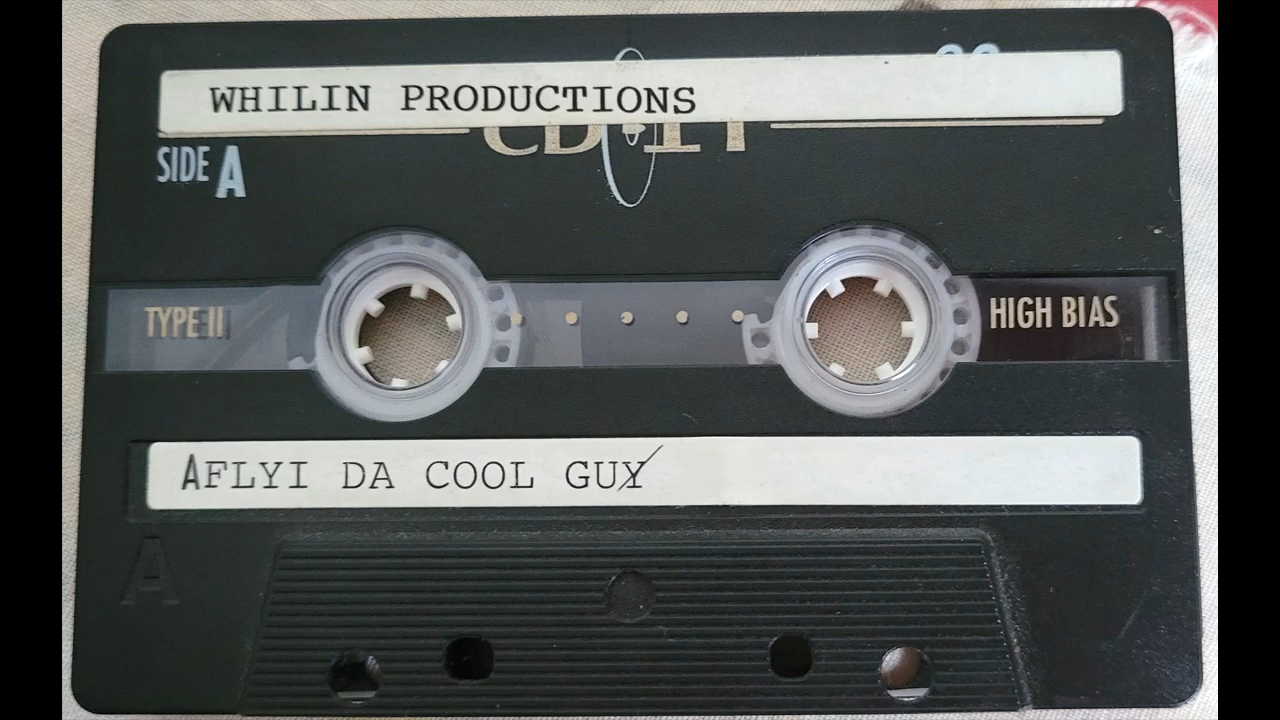 WHILIN PRODUCTIONS
SIDE A
TYPE II
HIGH BIAS
AFLYI DA COOL GUY
A